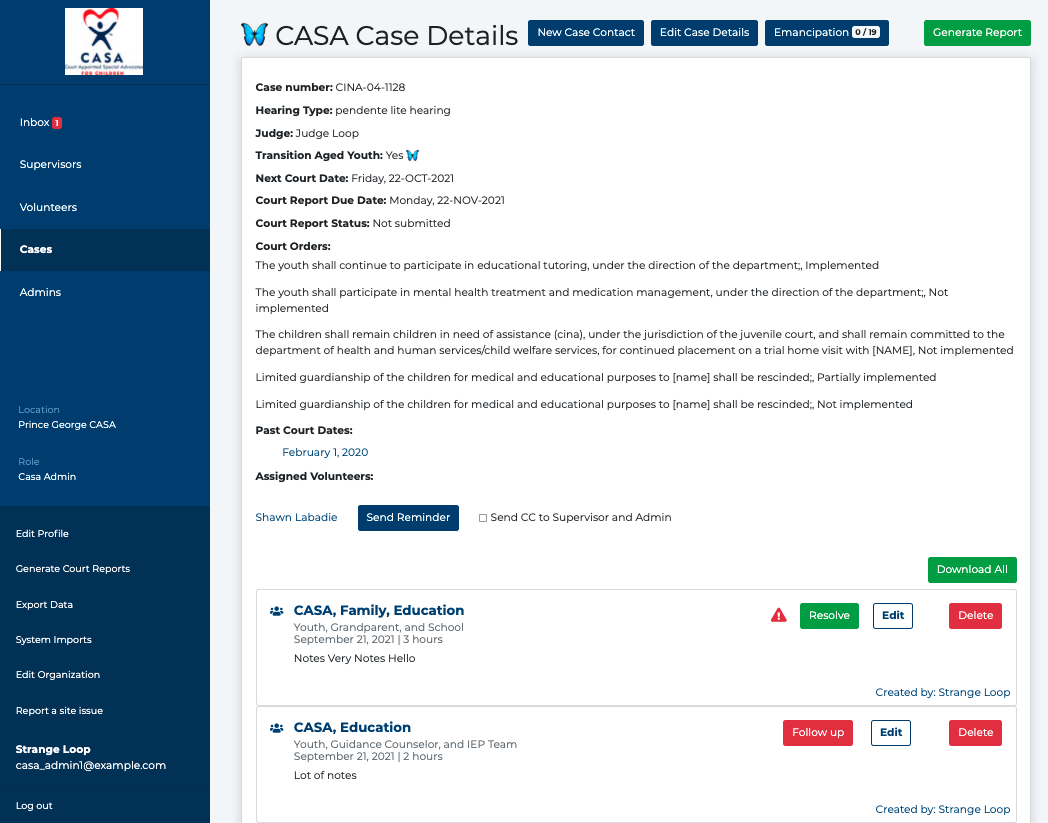 CASA
Court Appointed Special Advocates
FOR CHILDREN
Inbox 1
Supervisors
Volunteers
Cases
Admins
Location
Prince George CASA
Role
Casa Admin
Edit Profile
Generate Court Reports
Export Data
System Imports
Edit Organization
Report a site issue
Strange Loop
casa_admin1@example.com
Log out
CASA Case Details
New Case Contact
Edit Case Details
Emancipation 0 / 19
Generate Report
Case number: CINA-04-1128
Hearing Type: pendente lite hearing
Judge: Judge Loop
Transition Aged Youth: Yes
Next Court Date: Friday, 22-OCT-2021
Court Report Due Date: Monday, 22-NOV-2021
Court Report Status: Not submitted
Court Orders:
The youth shall continue to participate in educational tutoring, under the direction of the department;, Implemented
The youth shall participate in mental health treatment and medication management, under the direction of the department;, Not
implemented
The children shall remain children in need of assistance (cina), under the jurisdiction of the juvenile court, and shall remain committed to the
department of health and human services/child welfare services, for continued placement on a trial home visit with [NAME], Not implemented
Limited guardianship of the children for medical and educational purposes to [name] shall be rescinded;, Partially implemented
Limited guardianship of the children for medical and educational purposes to [name] shall be rescinded;, Not implemented
Past Court Dates:
February 1, 2020
Assigned Volunteers:
Shawn Labadie
Send Reminder
Send CC to Supervisor and Admin
Download All
CASA, Family, Education
Resolve
Edit
Delete
Youth, Grandparent, and School
September 21, 2021 | 3 hours
Notes Very Notes Hello
Created by: Strange Loop
CASA, Education
Follow up
Edit
Delete
Youth, Guidance Counselor, and IEP Team
September 21, 2021 | 2 hours
Lot of notes
Created by: Strange Loop